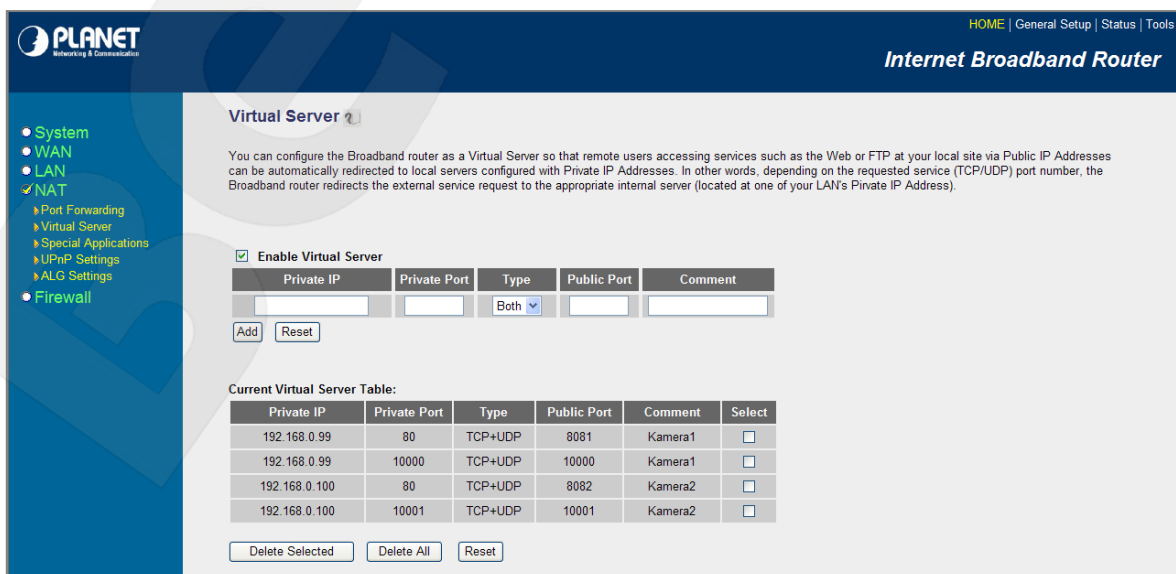 PLANET
Networking & Communication
HOME | General Setup | Status | Tools
Internet Broadband Router
System
WAN
LAN
NAT
Port Forwarding
Virtual Server
Special Applications
UPnP Settings
ALG Settings
Firewall
Virtual Server
You can configure the Broadband router as a Virtual Server so that remote users accessing services such as the Web or FTP at your local site via Public IP Addresses
can be automatically redirected to local servers configured with Private IP Addresses. In other words, depending on the requested service (TCP/UDP) port number, the
Broadband router redirects the external service request to the appropriate internal server (located at one of your LAN's Private IP Address).
Enable Virtual Server
Private IP Private Port Type Public Port Comment
Both
Add Reset
Current Virtual Server Table:
Private IP Private Port Type Public Port Comment Select
192.168.0.99 80 TCP+UDP 8081 Kamera1
192.168.0.99 10000 TCP+UDP 10000 Kamera1
192.168.0.100 80 TCP+UDP 8082 Kamera2
192.168.0.100 10001 TCP+UDP 10001 Kamera2
Delete Selected Delete All Reset